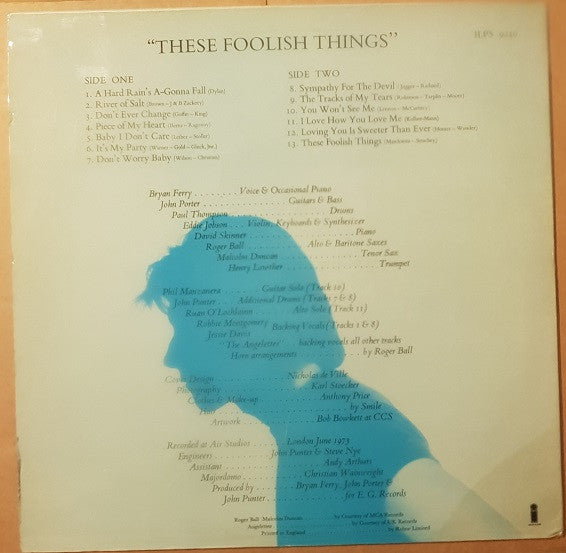 ILPS 9249
“THESE FOOLISH THINGS”
SIDE ONE
1. A Hard Rain's A-Gonna Fall (Dylan)
2. River of Salt (Brown – J & B Zackery)
3. Don't Ever Change (Goffin – King)
4. Piece of My Heart (Berns – Ragovoy)
5. Baby I Don't Care (Leiber – Stoller)
6. It's My Party (Wiener – Gold – Gluck, Jnr.)
7. Don't Worry Baby (Wilson – Christian)
SIDE TWO
8. Sympathy For The Devil (Jagger – Richard)
9. The Tracks of My Tears (Robinson – Tarplin – Moore)
10. You Won't See Me (Lennon – McCartney)
11. I Love How You Love Me (Kolber-Mann)
12. Loving You Is Sweeter Than Ever (Hunter – Wonder)
13. These Foolish Things (Maschwitz – Strachey)
Bryan Ferry . . . . . . . . Voice & Occasional Piano
John Porter . . . . . . . . Guitars & Bass
Paul Thompson . . . . . . . . Drums
Eddie Jobson . . . Violin, Keyboards & Synthesizer
David Skinner . . . . . . . . Piano
Roger Ball . . . . . . . . Alto & Baritone Saxes
Malcolm Duncan . . . . . . . . Tenor Sax
Henry Lowther . . . . . . . . Trumpet
Phil Manzanera . . . . . . Guitar Solo (Track 10)
John Punter . . . Additional Drums (Tracks 7 & 8)
Ruan O'Lochlainn . . . . . . Alto Solo (Track 11)
Robbie Montgomery
Jessie Davis . . . Backing Vocals (Tracks 1 & 8)
“The Angelettes” . . backing vocals all other tracks
Horn arrangements . . . . . . . . by Roger Ball
Cover Design . . . . . . . . Nicholas de Ville
Photography . . . . . . . . Karl Stoecker
Clothes & Make-up . . . . . . . . Anthony Price
Hair . . . . . . . . by Smile
Artwork . . . . . . . . Bob Bowkett at CCS
Recorded at Air Studios . . . . . . London June 1973
Engineers . . . . . . John Punter & Steve Nye
Assistant . . . . . . . . Andy Arthurs
Majordomo . . . . . . . . Christian Wainwright
Produced by . . . . Bryan Ferry, John Porter &
John Punter . . . . . . . . for E. G. Records
Roger Ball Malcolm Duncan . . . . by Courtesy of MCA Records
Angelettes . . . . by Courtesy of U.K. Records
Printed in England by Robor Limited